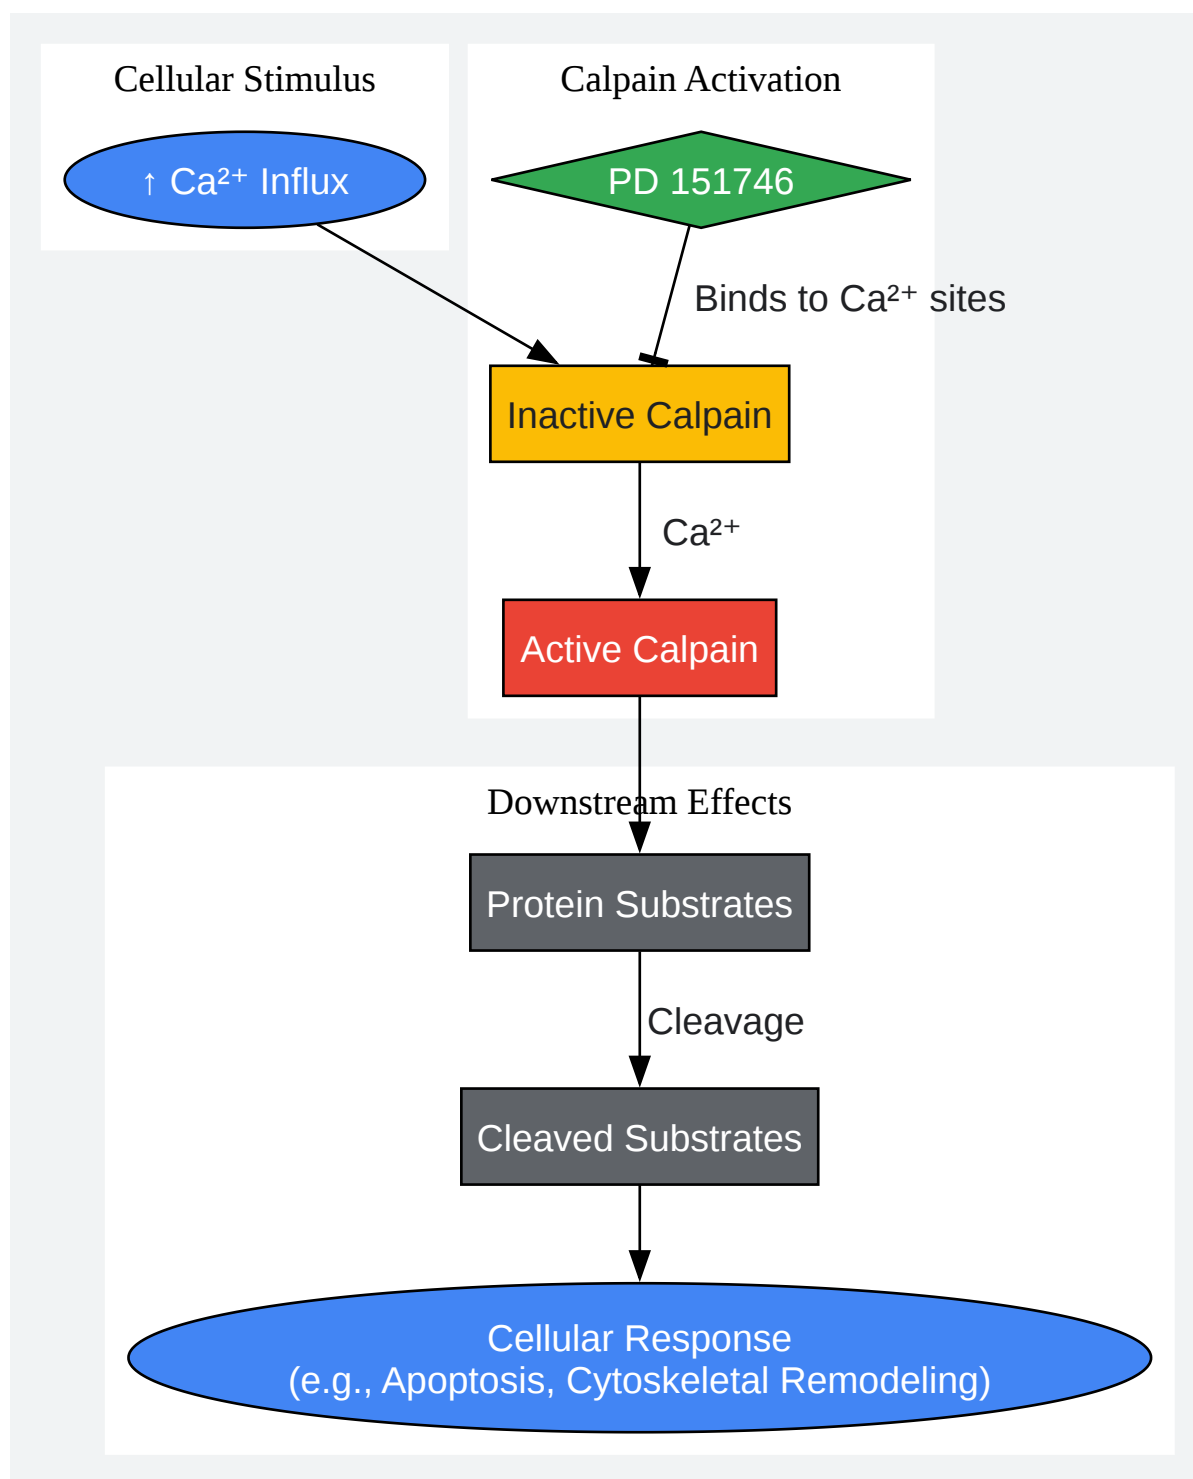 Cellular Stimulus
Calpain Activation
↑ Ca²⁺ Influx
PD 151746
Binds to Ca²⁺ sites
Inactive Calpain
Ca²⁺
Active Calpain
Downstream Effects
Protein Substrates
Cleavage
Cleaved Substrates
Cellular Response
(e.g., Apoptosis, Cytoskeletal Remodeling)